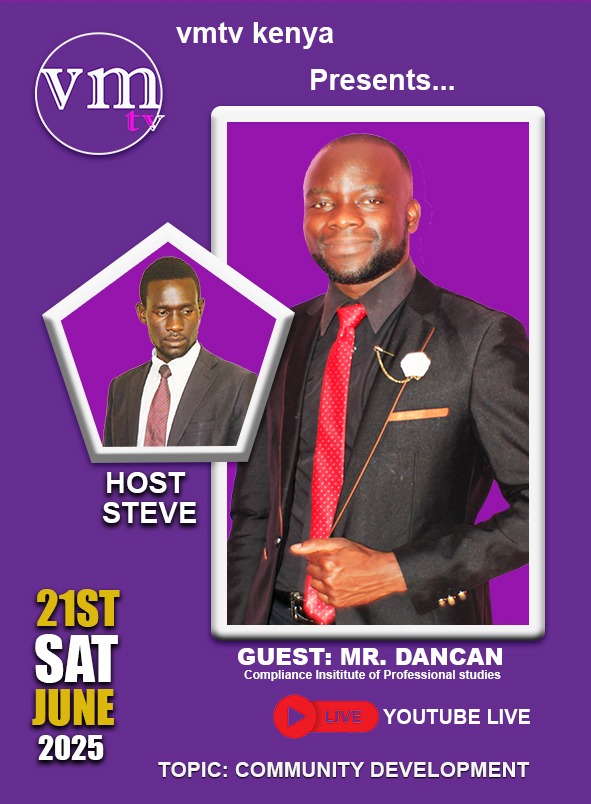 vmtv kenya
Presents...
vm
tv
HOST
STEVE
21ST
SAT
JUNE
2025
GUEST: MR. DANCAN
Compliance Insititute of Professional studies
LIVE
YOUTUBE LIVE
TOPIC: COMMUNITY DEVELOPMENT